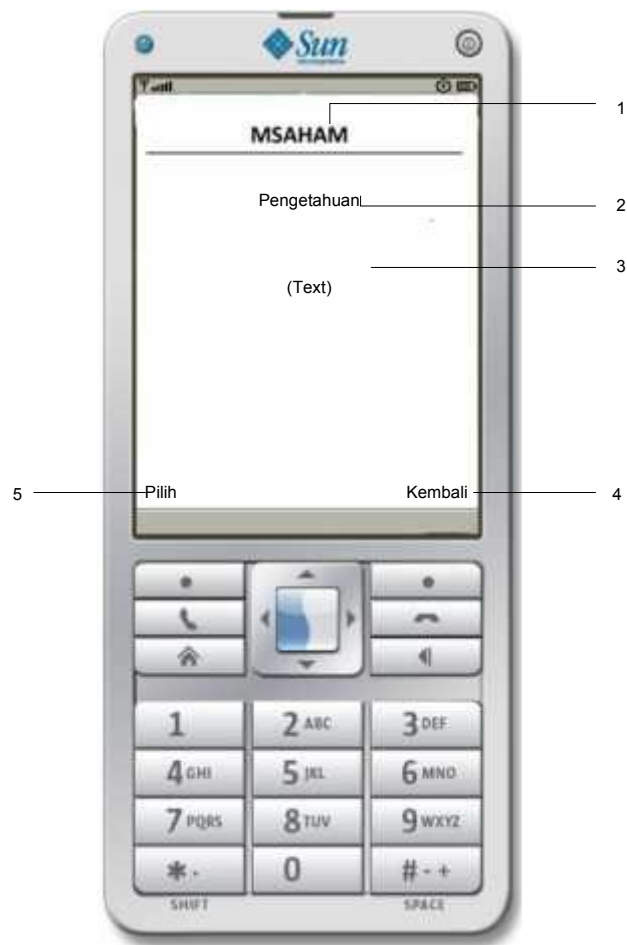 Sun
1
MSAHAM
Pengetahuan
2
3
(Text)
5
Pilih
Kembali
4
1
2 ABC
3 DEF
4 GHI
5 JKL
6 MNO
7 PQRS
8 TUV
9 WXYZ
* .
0
# - +
SHIFT
SPACE